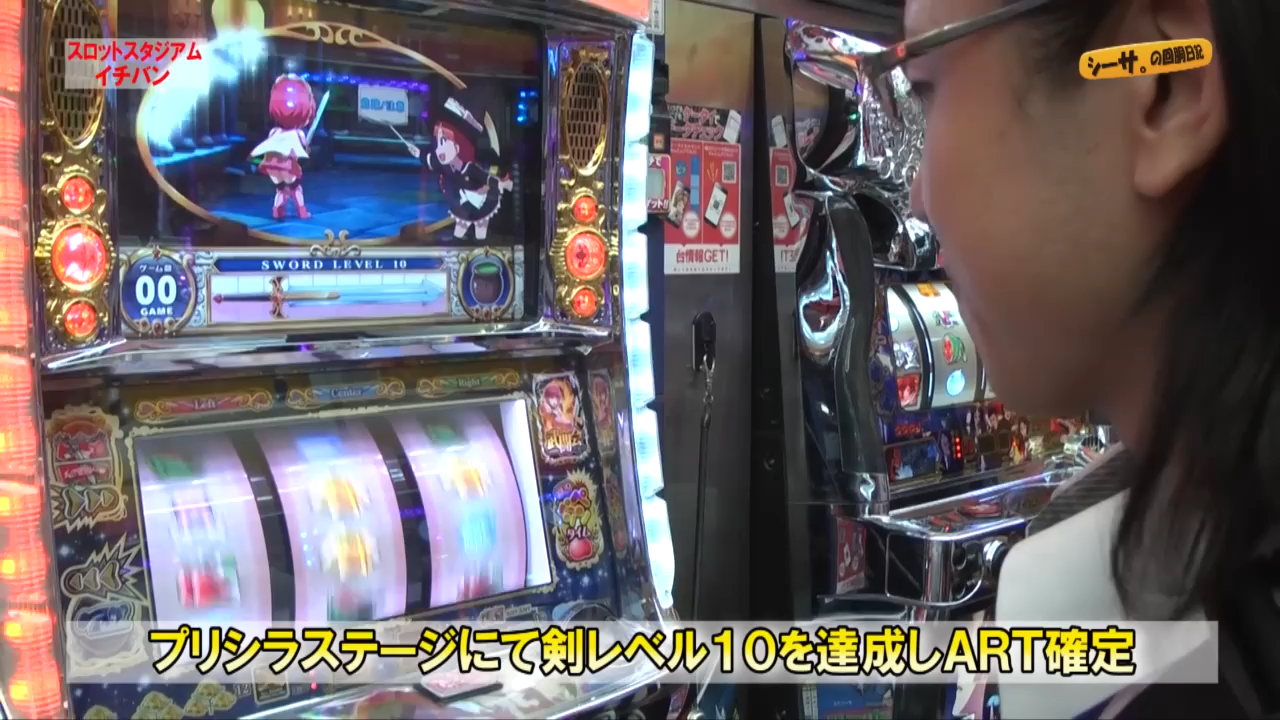 スロットスタジアム
イチバン
シーサ。の回胴日記
SWORD LEVEL 10
ゲーム数
00
GAME
Left
Center
Right
台情報GET!
プリシラステージにて剣レベル10を達成しART確定